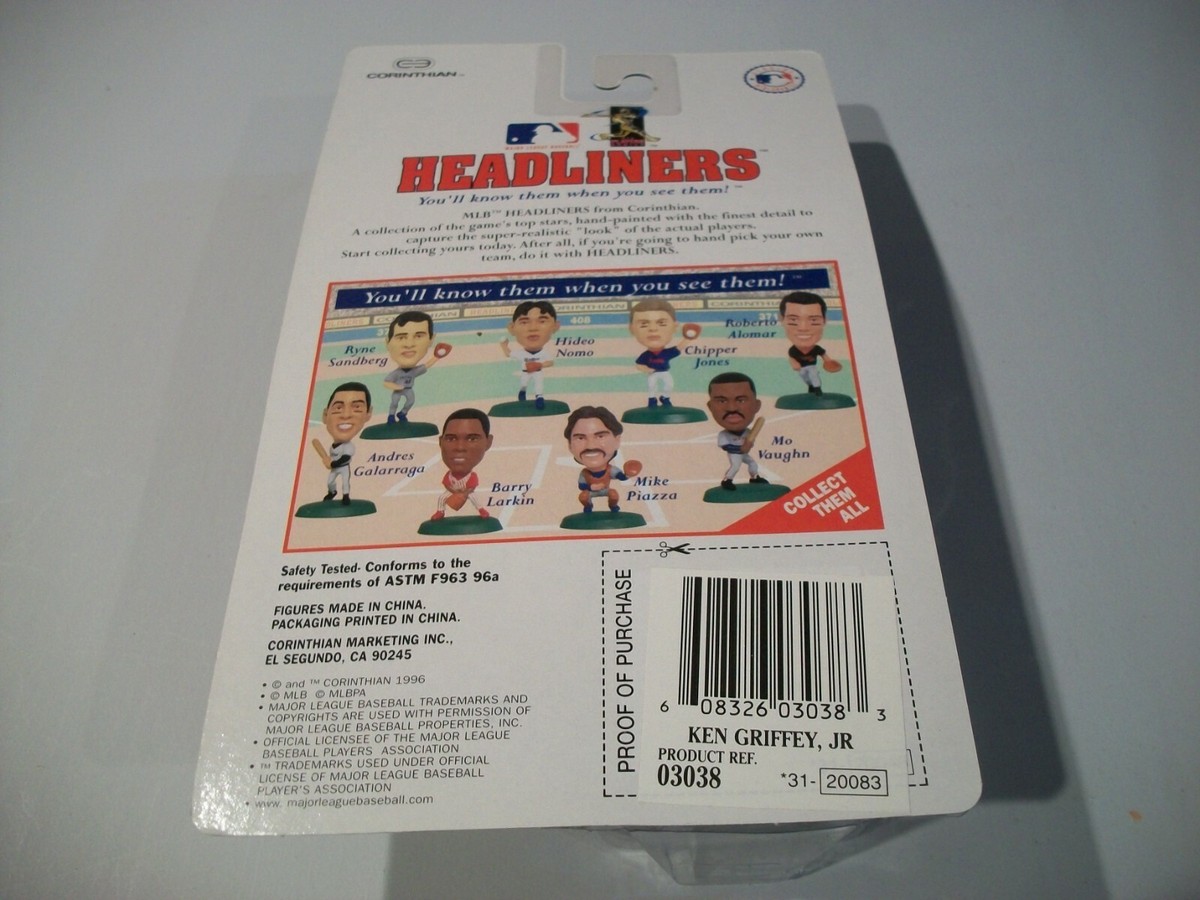 CORINTHIAN™
MAJOR LEAGUE BASEBALL
HEADLINERS™
You'll know them when you see them!™
MLB™ HEADLINERS from Corinthian.
A collection of the game's top stars, hand-painted with the finest detail to
capture the super-realistic "look" of the actual players.
Start collecting yours today. After all, if you're going to hand pick your own
team, do it with HEADLINERS.
You'll know them when you see them!™
CORINTHIAN
408
Ryne
Sandberg
Hideo
Nomo
Chipper
Jones
Roberto
Alomar
Andres
Galarraga
Barry
Larkin
Mike
Piazza
Mo
Vaughn
COLLECT
THEM
ALL
Safety Tested- Conforms to the
requirements of ASTM F963 96a
FIGURES MADE IN CHINA.
PACKAGING PRINTED IN CHINA.
CORINTHIAN MARKETING INC.,
EL SEGUNDO, CA 90245
• © and ™ CORINTHIAN 1996
• © MLB © MLBPA
• MAJOR LEAGUE BASEBALL TRADEMARKS AND
COPYRIGHTS ARE USED WITH PERMISSION OF
MAJOR LEAGUE BASEBALL PROPERTIES, INC.
• OFFICIAL LICENSEE OF THE MAJOR LEAGUE
BASEBALL PLAYERS ASSOCIATION
• ™ TRADEMARKS USED UNDER OFFICIAL
LICENSE OF MAJOR LEAGUE BASEBALL
PLAYER'S ASSOCIATION
• www. majorleaguebaseball.com
PROOF OF PURCHASE
6 08326 03038 3
KEN GRIFFEY, JR
PRODUCT REF.
03038
*31- 20083